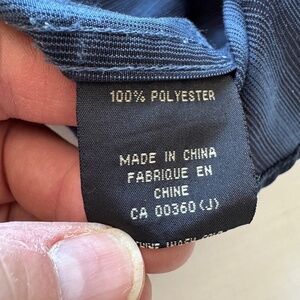 100% POLYESTER
MADE IN CHINA
FABRIQUE EN
CHINE
CA 00360 (J)